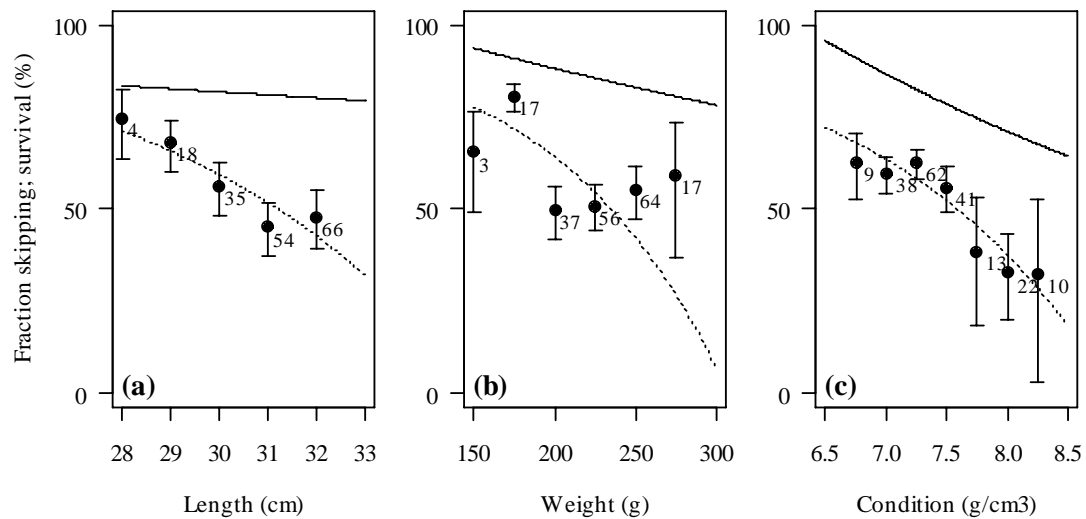 Fraction skipping; survival (%)
100
50
0
4
18
35
54
66
(a)
28 29 30 31 32 33
Length (cm)
3
17
37
56
64
17
(b)
150 200 250 300
Weight (g)
9
38
62
41
13
22
10
(c)
6.5 7.0 7.5 8.0 8.5
Condition (g/cm3)
100
50
0
100
50
0